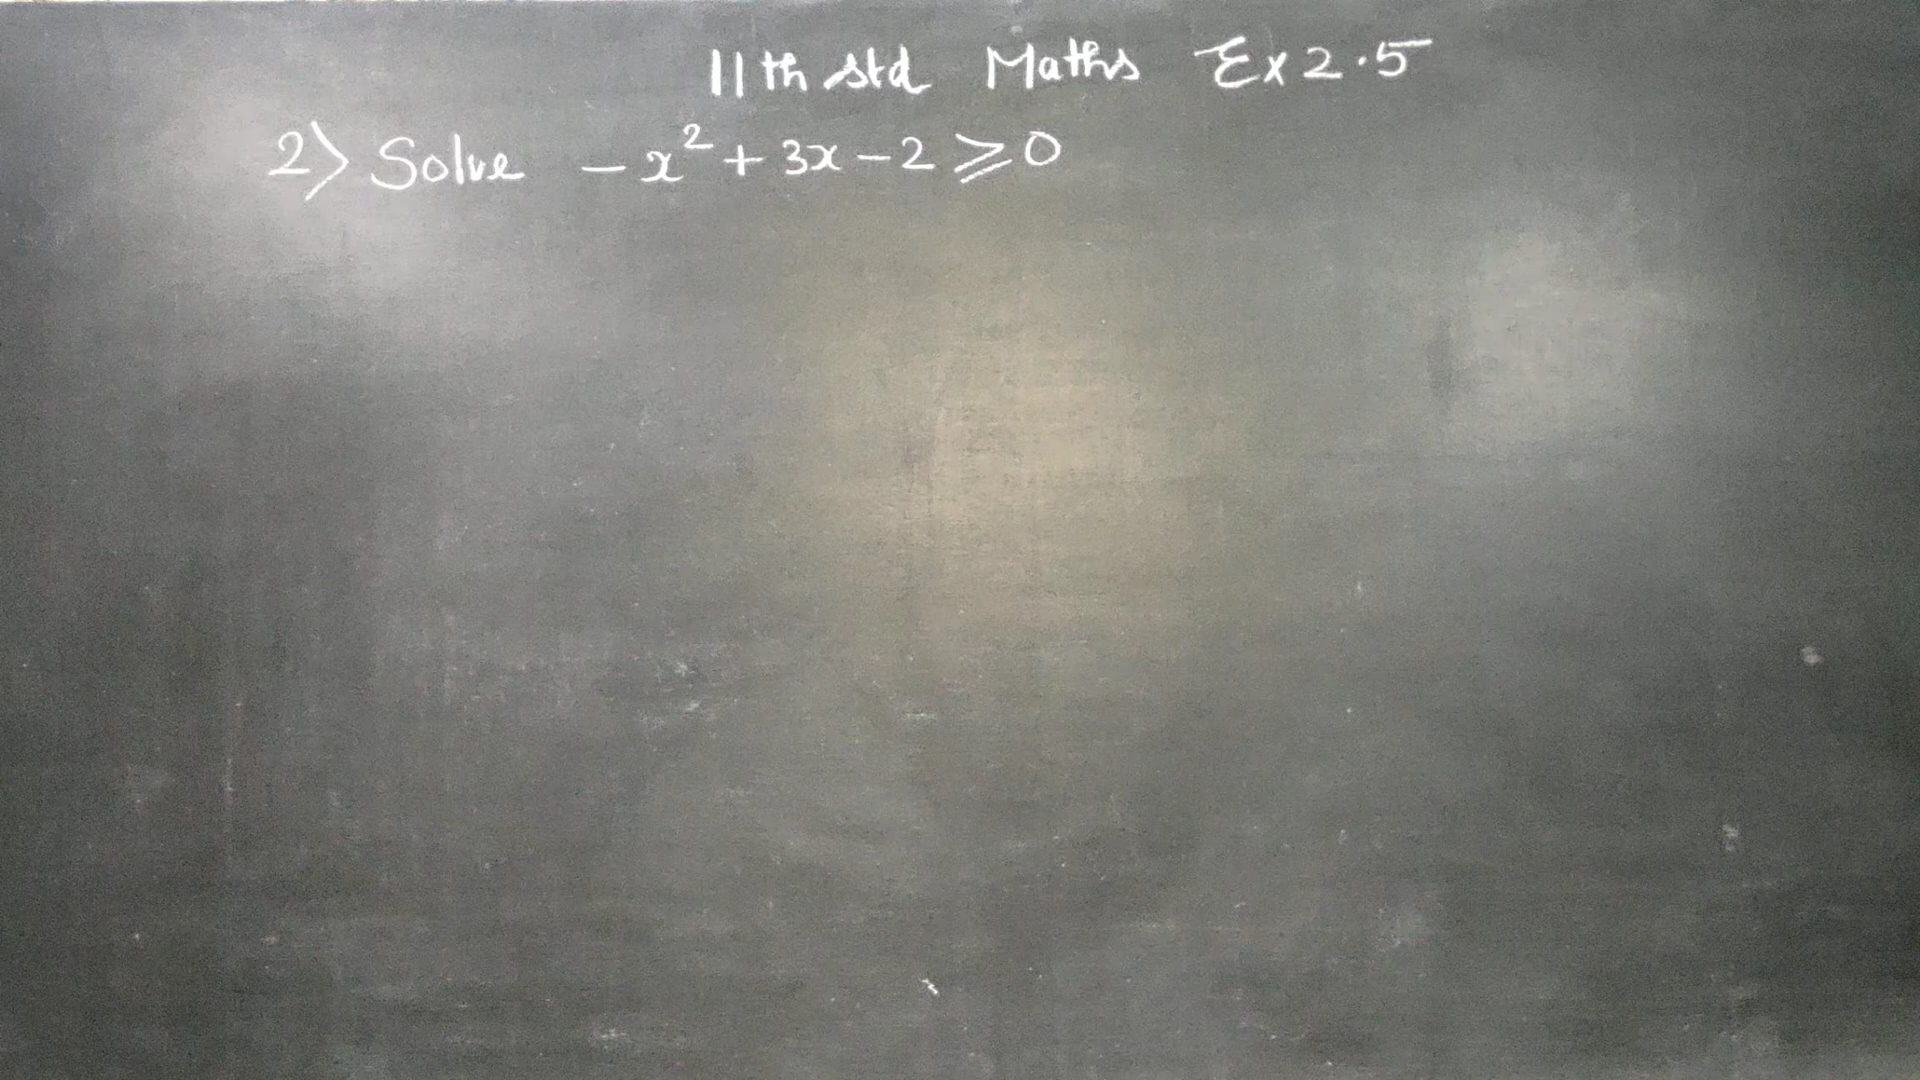 11th std Maths Ex 2.5
2) Solve -x² + 3x - 2 ⩾ 0